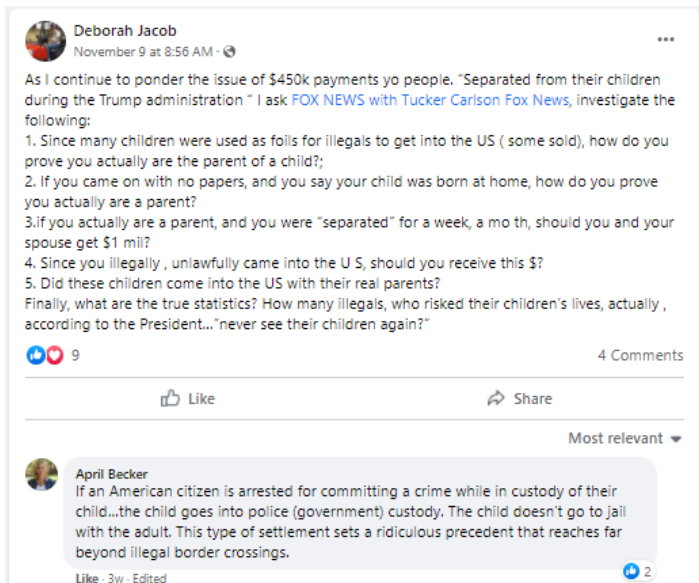 Deborah Jacob
November 9 at 8:56 AM ·
As I continue to ponder the issue of $450k payments yo people. “Separated from their children
during the Trump administration “ I ask FOX NEWS with Tucker Carlson Fox News, investigate the
following:
1. Since many children were used as foils for illegals to get into the US ( some sold), how do you
prove you actually are the parent of a child?;
2. If you came on with no papers, and you say your child was born at home, how do you prove
you actually are a parent?
3.if you actually are a parent, and you were “separated” for a week, a mo th, should you and your
spouse get $1 mil?
4. Since you illegally , unlawfully came into the U S, should you receive this $?
5. Did these children come into the US with their real parents?
Finally, what are the true statistics? How many illegals, who risked their children’s lives, actually ,
according to the President...“never see their children again?”
9
4 Comments
Like
Share
Most relevant
April Becker
If an American citizen is arrested for committing a crime while in custody of their
child...the child goes into police (government) custody. The child doesn't go to jail
with the adult. This type of settlement sets a ridiculous precedent that reaches far
beyond illegal border crossings.
2
Like · 3w · Edited